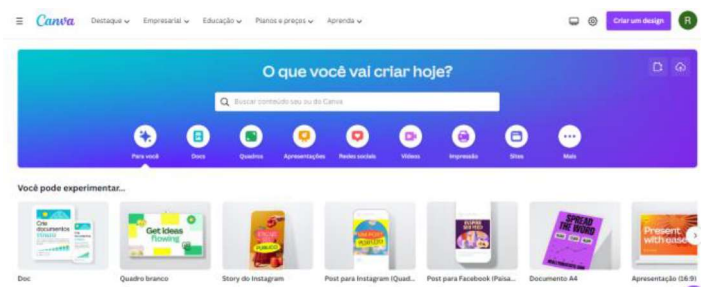 Canva Destaque Empresarial Educação Planos e preços Aprenda Criar um design R
O que você vai criar hoje?
Buscar conteúdo seu ou do Canva
Para você Docs Quadros Apresentações Redes sociais Vídeos Impressão Sites Mais
Você pode experimentar...
Crie documentos
Get ideas flowing
SPREAD THE WORD
Present with ease
Doc Quadro branco Story do Instagram Post para Instagram (Quad... Post para Facebook (Paisa... Documento A4 Apresentação (16:9)